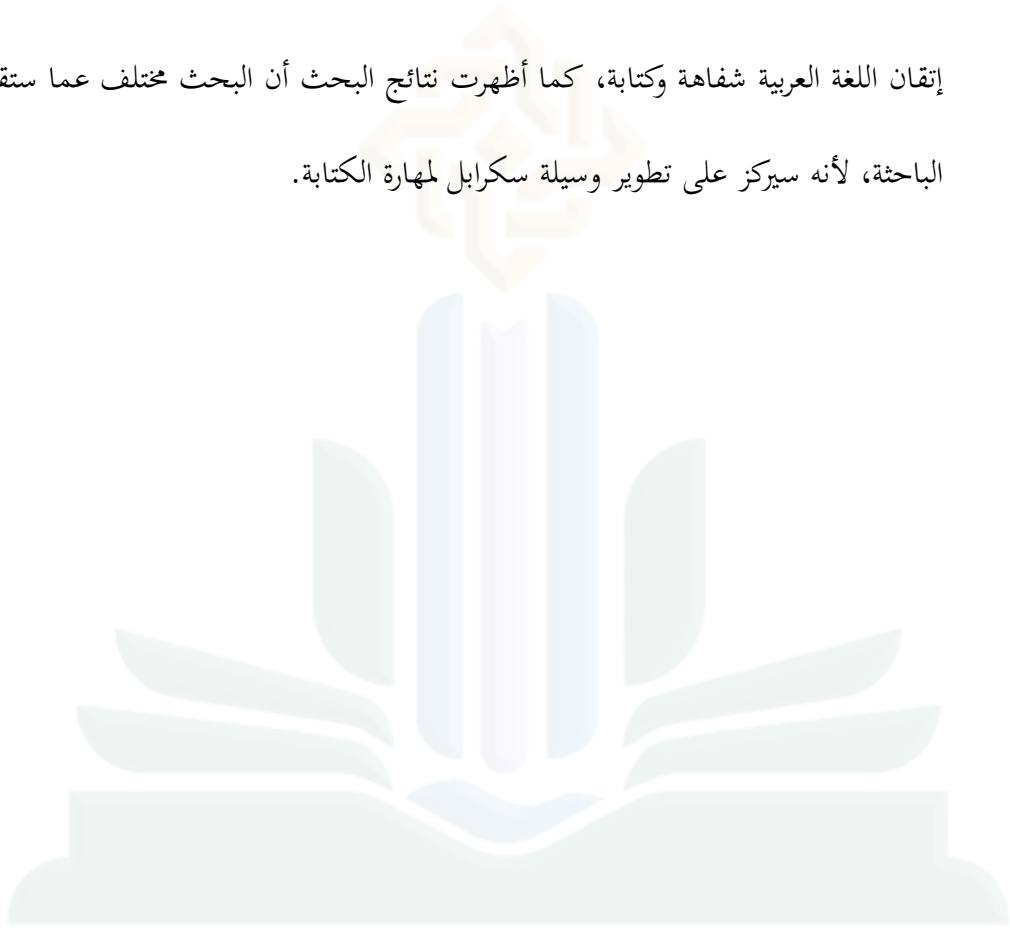 إتقان اللغة العربية شفاهة وكتابة، كما أظهرت نتائج البحث أن البحث مختلف عما
الباحثة، لأنه سيركز على تطوير وسيلة سكرابل لمهارة الكتابة.